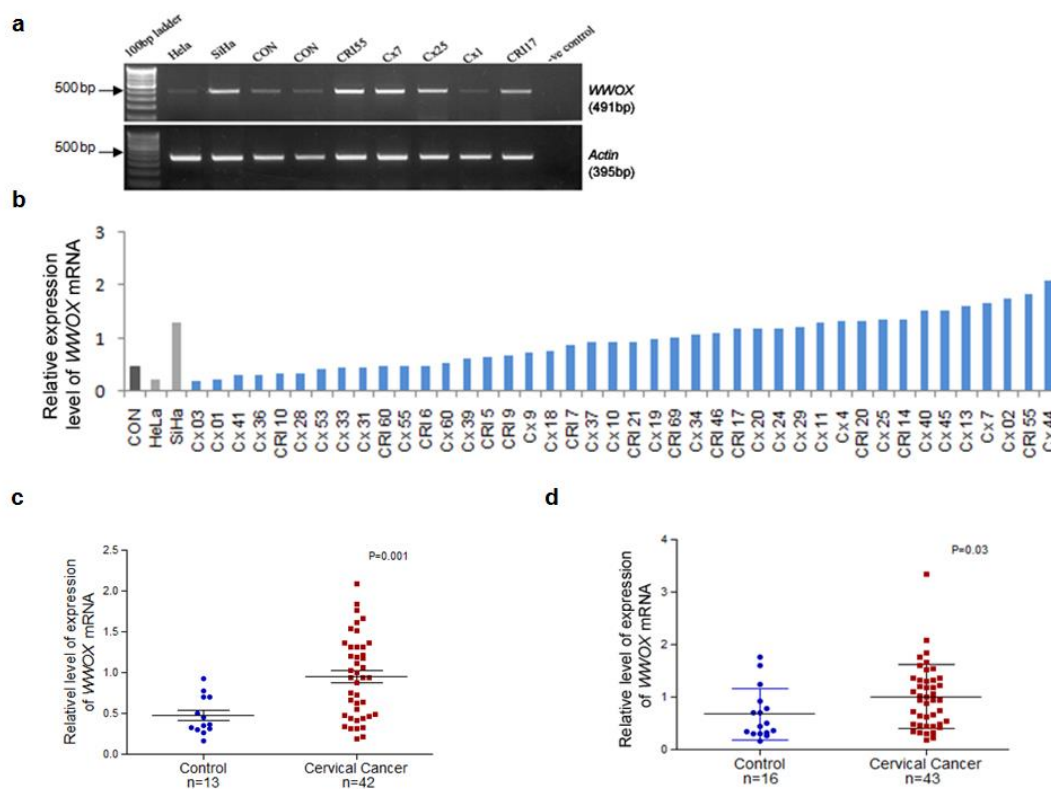 a
100bp ladder
Hela
SiHa
CON
CON
CRI55
Cx7
Cx25
Cx1
CRI17
-ve control
500bp
WWOX
(491bp)
500bp
Actin
(395bp)
b
Relative expression
level of WWOX mRNA
3
2
1
0
CON
HeLa
SiHa
Cx03
Cx 01
Cx 41
Cx 36
CRI 10
Cx 28
Cx 53
Cx 33
Cx 31
CRI 60
Cx 55
CRI 6
Cx 60
Cx 39
CRI 5
CRI 9
Cx 9
Cx 18
CRI 7
Cx 37
Cx 10
CRI 21
Cx 19
CRI 69
Cx 34
CRI 46
CRI 17
Cx 20
Cx 24
Cx 29
Cx 11
Cx 4
CRI 20
Cx 25
CRI 14
Cx 40
Cx 45
Cx 13
Cx 7
Cx 02
CRI 55
Cx 44
c
Relative level of expression
of WWOX mRNA
2.5
2.0
1.5
1.0
0.5
0.0
P=0.001
Control
n=13
Cervical Cancer
n=42
d
Relative level of expression
of WWOX mRNA
4
3
2
1
0
P=0.03
Control
n=16
Cervical Cancer
n=43